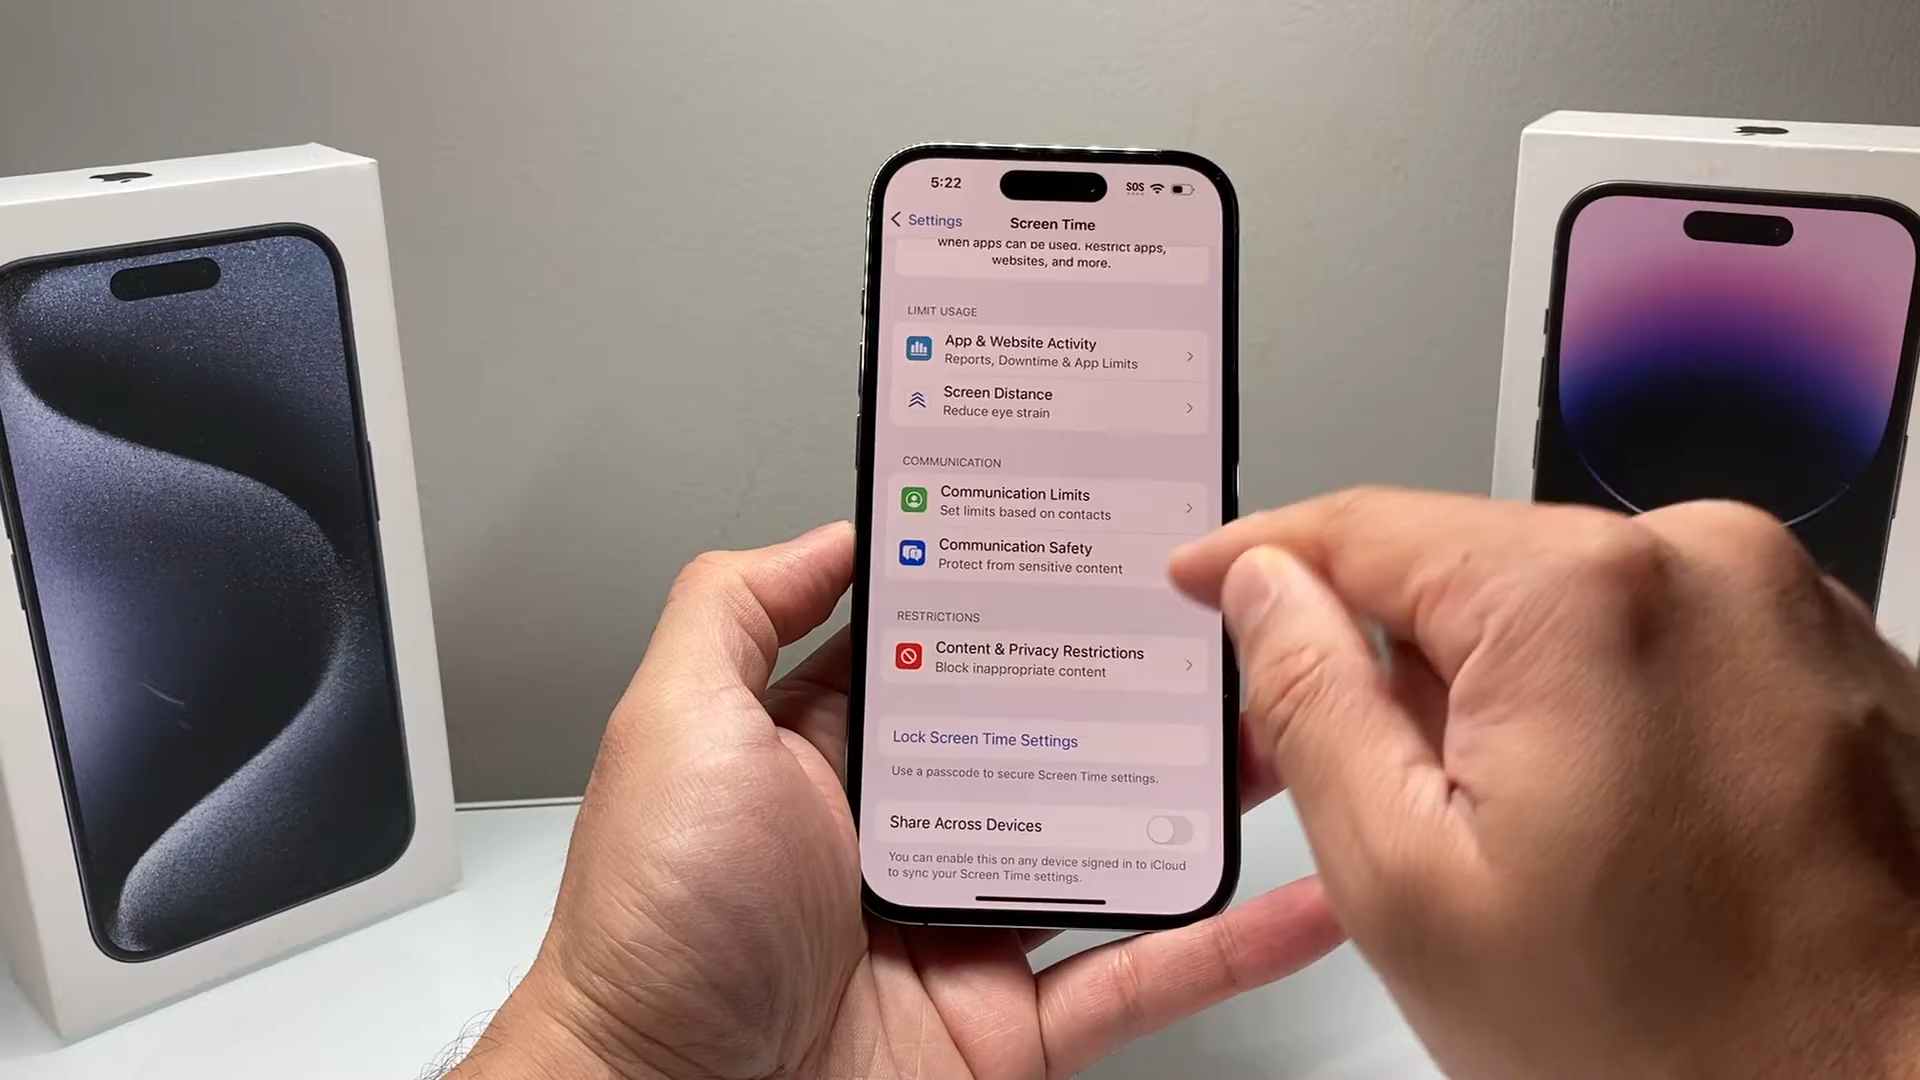 5:22
SOS
Settings
Screen Time
when apps can be used. Restrict apps,
websites, and more.
LIMIT USAGE
App & Website Activity
Reports, Downtime & App Limits
Screen Distance
Reduce eye strain
COMMUNICATION
Communication Limits
Set limits based on contacts
Communication Safety
Protect from sensitive content
RESTRICTIONS
Content & Privacy Restrictions
Block inappropriate content
Lock Screen Time Settings
Use a passcode to secure Screen Time settings.
Share Across Devices
You can enable this on any device signed in to iCloud
to sync your Screen Time settings.